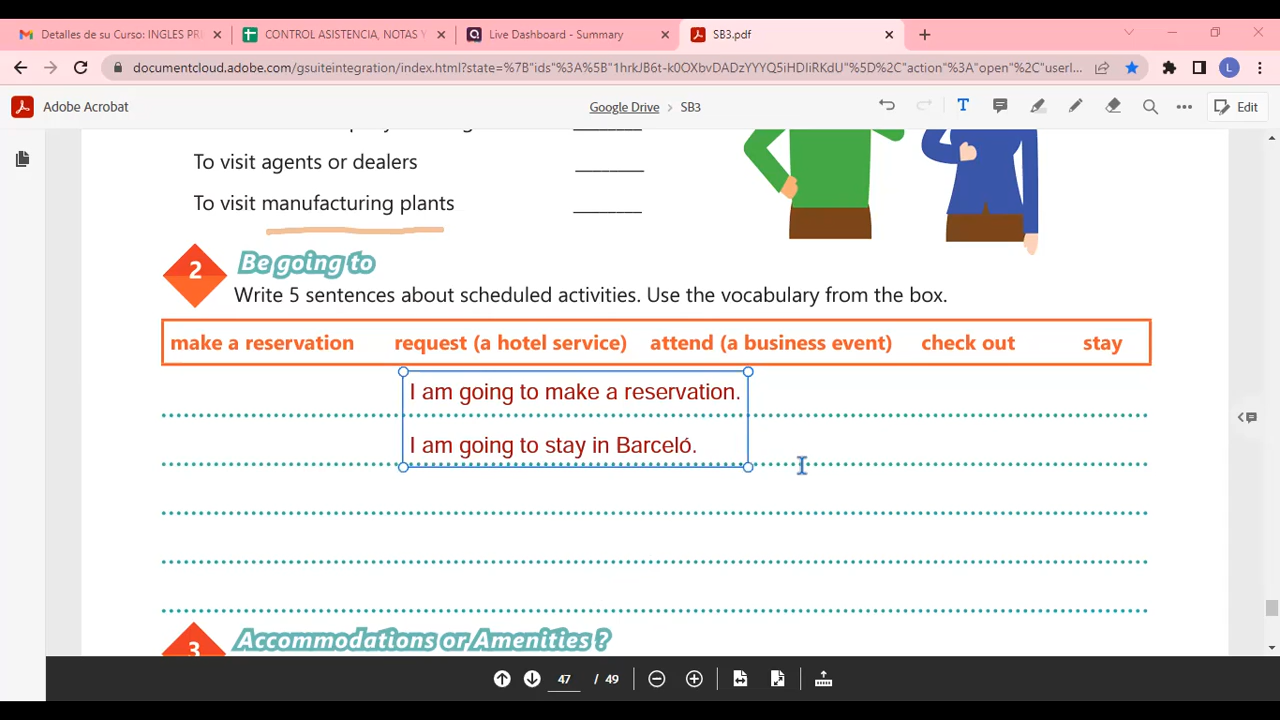 Detalles de su Curso: INGLES PRI
CONTROL ASISTENCIA, NOTAS Y
Live Dashboard - Summary
SB3.pdf
documentcloud.adobe.com/gsuiteintegration/index.html?state=%7B"ids"%3A%5B"1hrkJB6t-k0OXbvDADzYYYQ5iHDIiRKdU"%5D%2C"action"%3A"open"%2C"userI...
L
Adobe Acrobat
Google Drive > SB3
T
Edit
To visit agents or dealers
To visit manufacturing plants
2 Be going to
Write 5 sentences about scheduled activities. Use the vocabulary from the box.
make a reservation request (a hotel service) attend (a business event) check out stay
I am going to make a reservation.
I am going to stay in Barceló.
3 Accommodations or Amenities ?
47 / 49